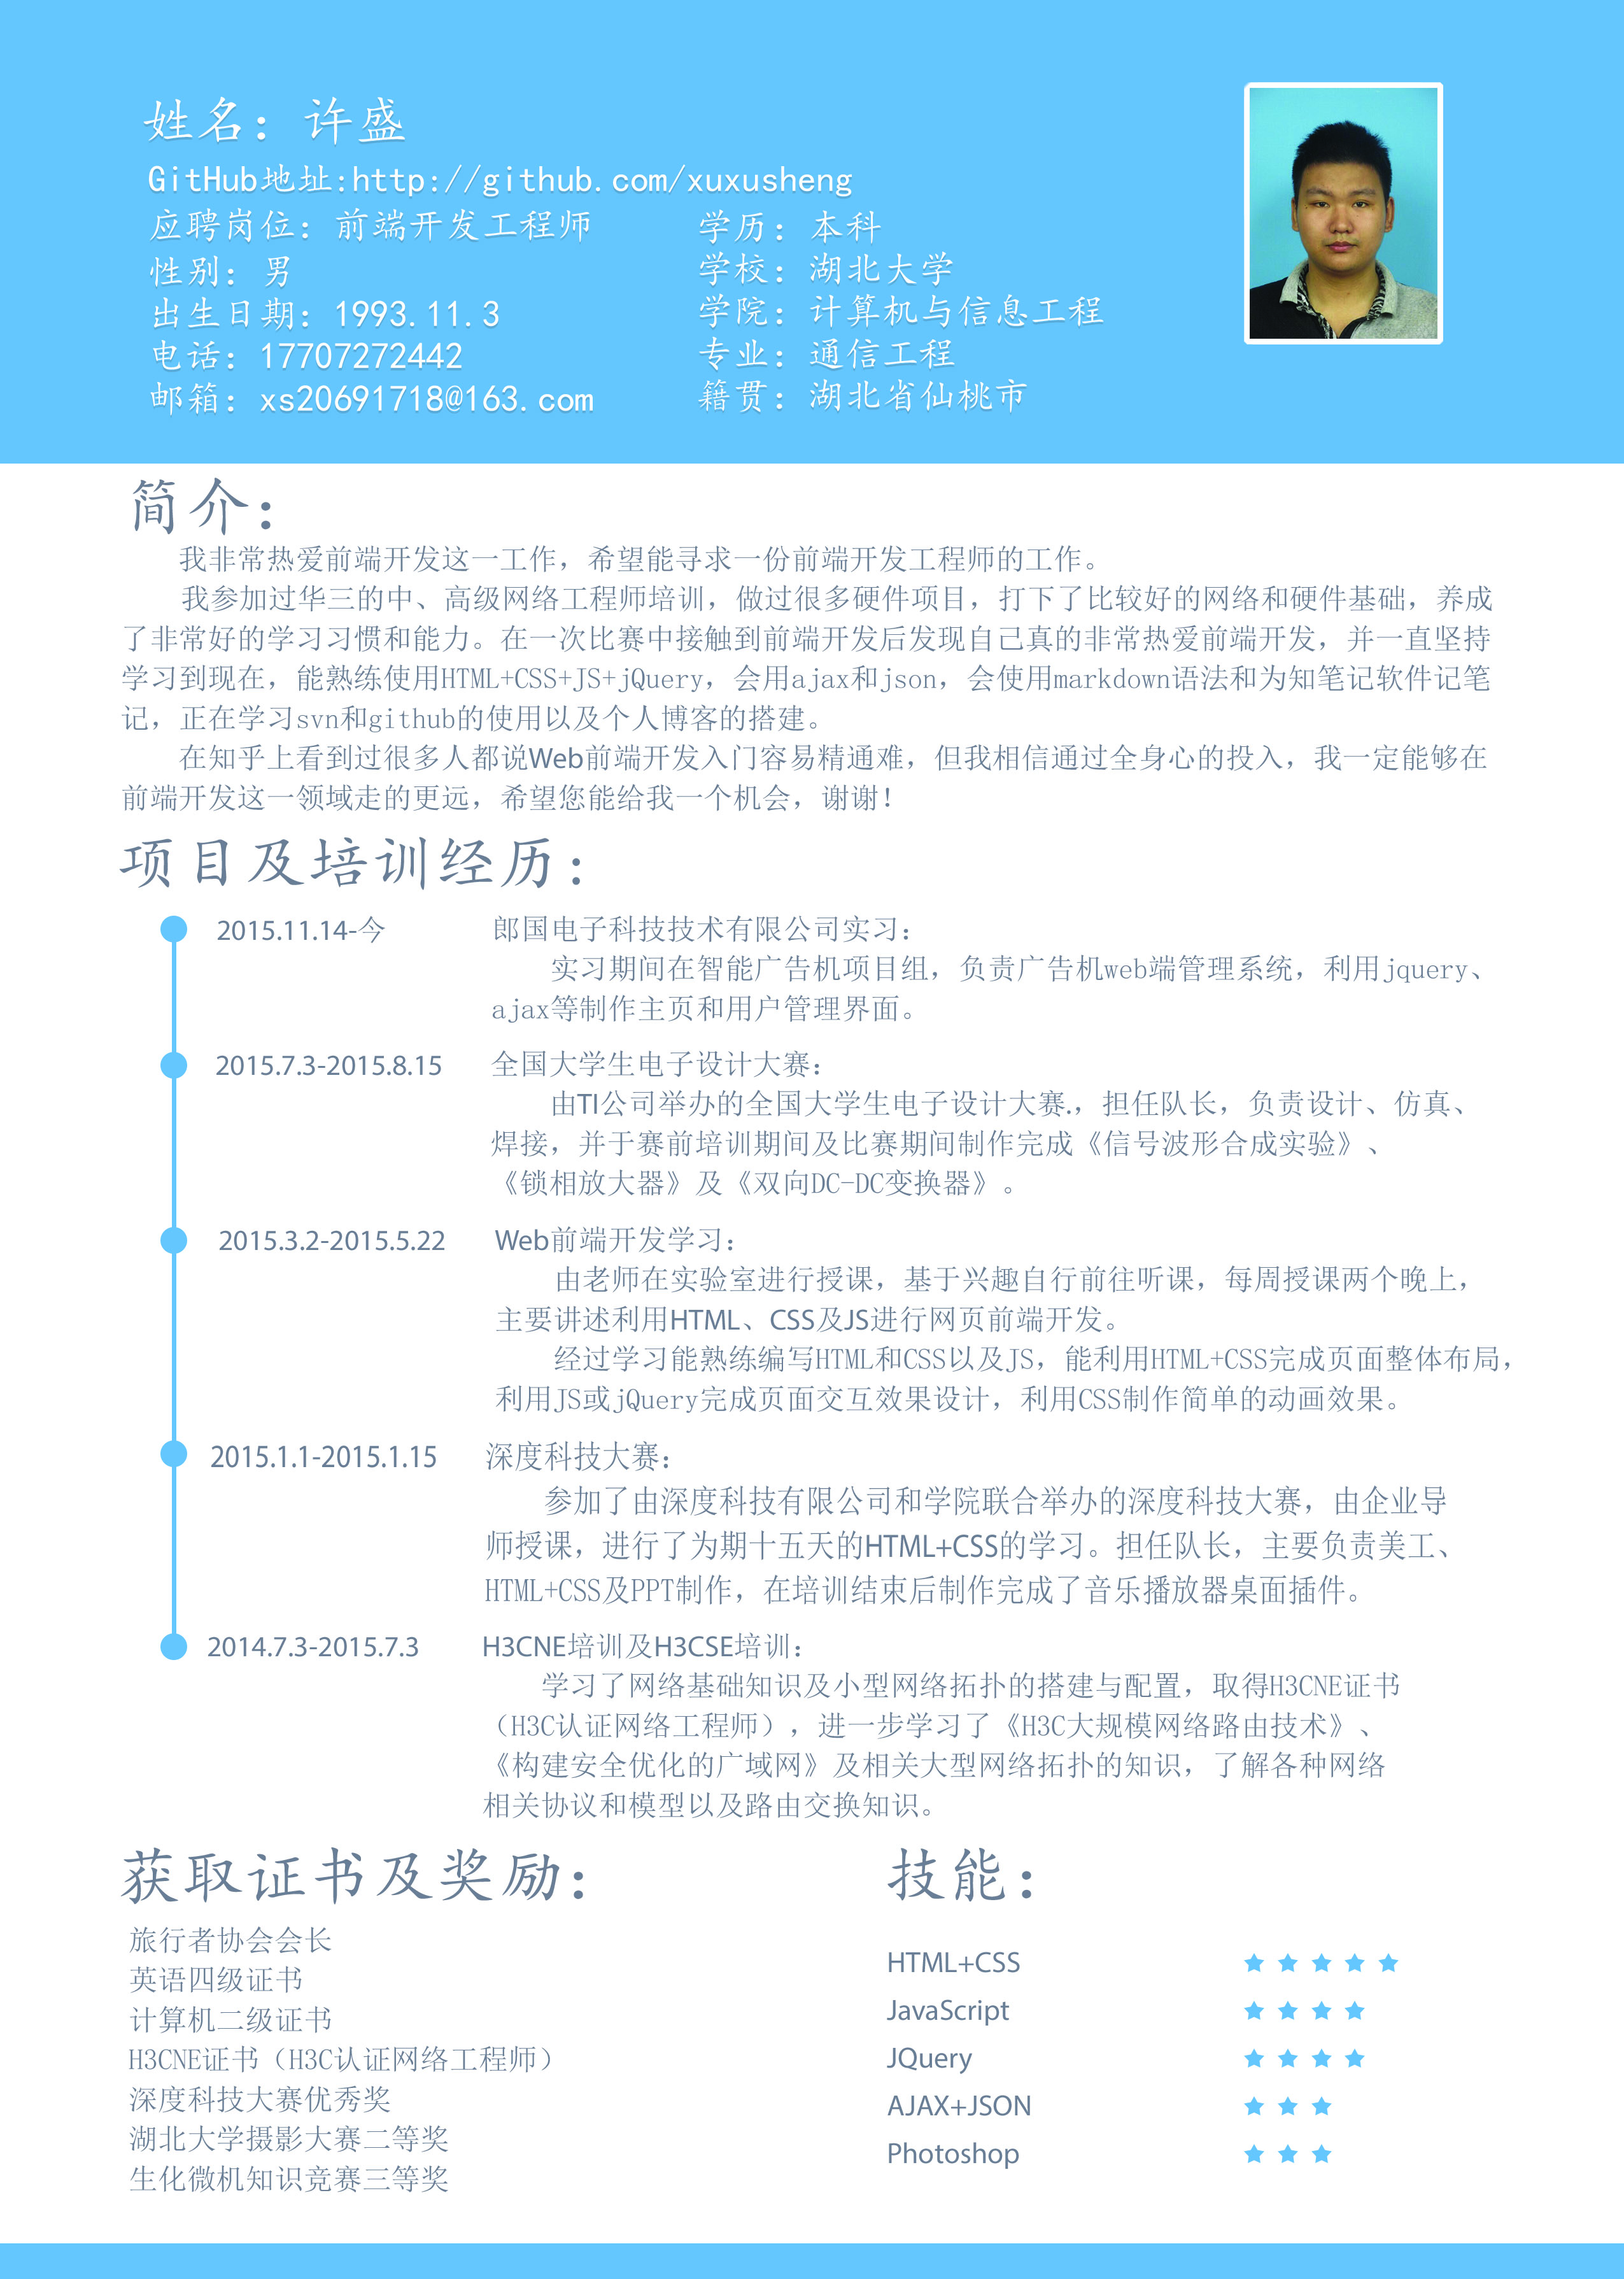 姓名：许盛
GitHub地址:http://github.com/xuxusheng
应聘岗位：前端开发工程师
性别：男
出生日期：1993.11.3
电话：17707272442
邮箱：xs20691718@163.com
学历：本科
学校：湖北大学
学院：计算机与信息工程
专业：通信工程
籍贯：湖北省仙桃市
简介：
我非常热爱前端开发这一工作，希望能寻求一份前端开发工程师的工作。
我参加过华三的中、高级网络工程师培训，做过很多硬件项目，打下了比较好的网络和硬件基础，养成
了非常好的学习习惯和能力。在一次比赛中接触到前端开发后发现自己真的非常热爱前端开发，并一直坚持
学习到现在，能熟练使用HTML+CSS+JS+jQuery，会用ajax和json，会使用markdown语法和为知笔记软件记笔
记，正在学习svn和github的使用以及个人博客的搭建。
在知乎上看到过很多人都说Web前端开发入门容易精通难，但我相信通过全身心的投入，我一定能够在
前端开发这一领域走的更远，希望您能给我一个机会，谢谢！
项目及培训经历：
2015.11.14-今
郎国电子科技技术有限公司实习：
实习期间在智能广告机项目组，负责广告机web端管理系统，利用jquery、
ajax等制作主页和用户管理界面。
2015.7.3-2015.8.15
全国大学生电子设计大赛：
由TI公司举办的全国大学生电子设计大赛.，担任队长，负责设计、仿真、
焊接，并于赛前培训期间及比赛期间制作完成《信号波形合成实验》、
《锁相放大器》及《双向DC-DC变换器》。
2015.3.2-2015.5.22
Web前端开发学习：
由老师在实验室进行授课，基于兴趣自行前往听课，每周授课两个晚上，
主要讲述利用HTML、CSS及JS进行网页前端开发。
经过学习能熟练编写HTML和CSS以及JS，能利用HTML+CSS完成页面整体布局，
利用JS或jQuery完成页面交互效果设计，利用CSS制作简单的动画效果。
2015.1.1-2015.1.15
深度科技大赛：
参加了由深度科技有限公司和学院联合举办的深度科技大赛，由企业导
师授课，进行了为期十五天的HTML+CSS的学习。担任队长，主要负责美工、
HTML+CSS及PPT制作，在培训结束后制作完成了音乐播放器桌面插件。
2014.7.3-2015.7.3
H3CNE培训及H3CSE培训：
学习了网络基础知识及小型网络拓扑的搭建与配置，取得H3CNE证书
（H3C认证网络工程师），进一步学习了《H3C大规模网络路由技术》、
《构建安全优化的广域网》及相关大型网络拓扑的知识，了解各种网络
相关协议和模型以及路由交换知识。
获取证书及奖励：
旅行者协会会长
英语四级证书
计算机二级证书
H3CNE证书（H3C认证网络工程师）
深度科技大赛优秀奖
湖北大学摄影大赛二等奖
生化微机知识竞赛三等奖
技能：
HTML+CSS
JavaScript
JQuery
AJAX+JSON
Photoshop